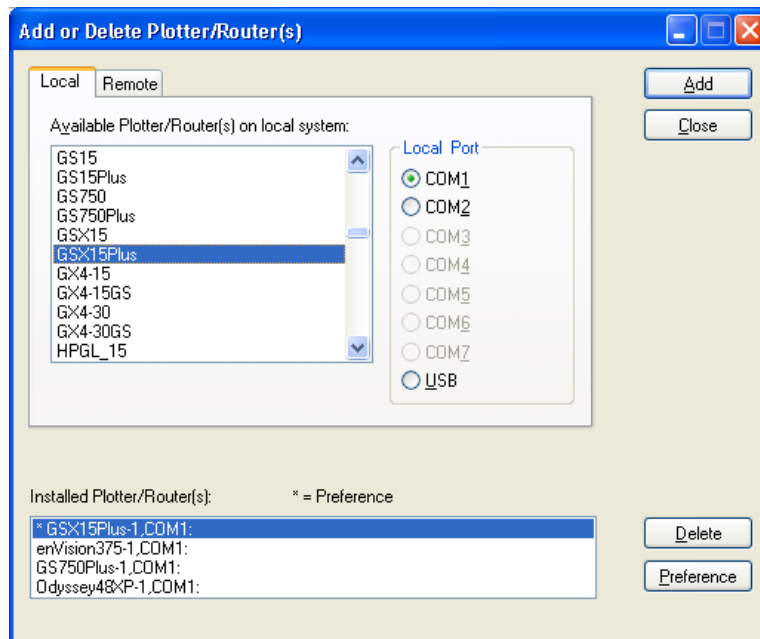 Add or Delete Plotter/Router(s)
Local
Remote
Add
Close
Available Plotter/Router(s) on local system:
GS15
GS15Plus
GS750
GS750Plus
GSX15
GSX15Plus
GX4-15
GX4-15GS
GX4-30
GX4-30GS
HPGL_15
Local Port
COM1
COM2
COM3
COM4
COM5
COM6
COM7
USB
Installed Plotter/Router(s): * = Preference
* GSX15Plus-1,COM1:
enVision375-1,COM1:
GS750Plus-1,COM1:
Odyssey48XP-1,COM1:
Delete
Preference